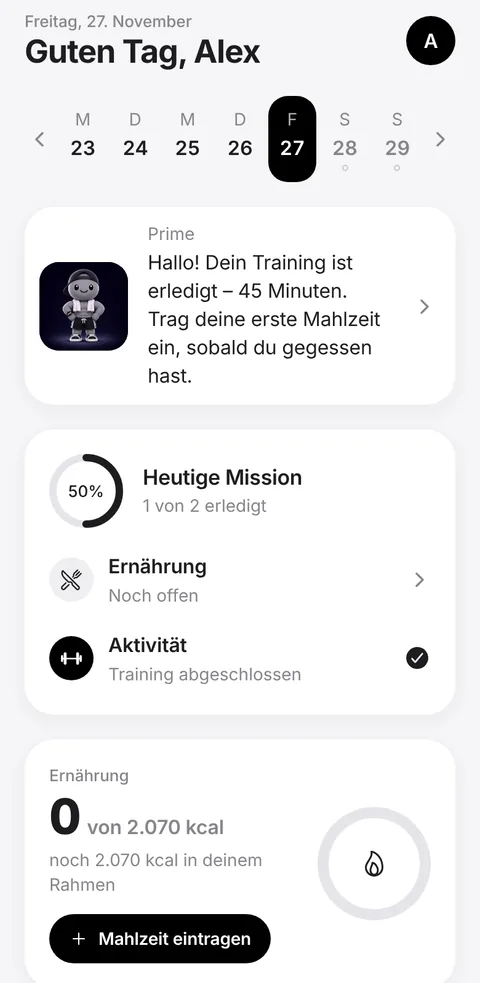 Freitag, 27. November
Guten Tag, Alex
A
M D M D F S S
23 24 25 26 27 28 29
Prime
Hallo! Dein Training ist
erledigt – 45 Minuten.
Trag deine erste Mahlzeit
ein, sobald du gegessen
hast.
50%
Heutige Mission
1 von 2 erledigt
Ernährung
Noch offen
Aktivität
Training abgeschlossen
Ernährung
0 von 2.070 kcal
noch 2.070 kcal in deinem
Rahmen
+ Mahlzeit eintragen